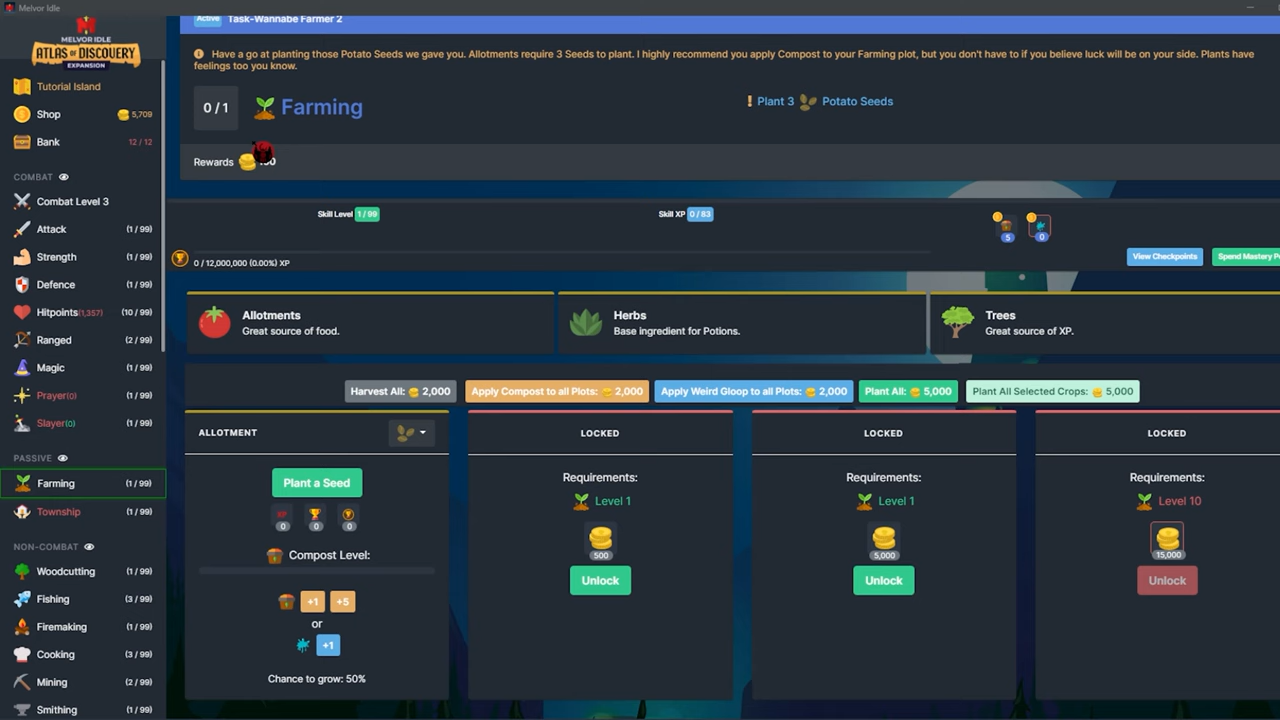 Melvor Idle
MELVOR IDLE
ATLAS OF DISCOVERY
EXPANSION
Tutorial Island
Shop 5,709
Bank 12 / 12
COMBAT
Combat Level 3
Attack (1 / 99)
Strength (1 / 99)
Defence (1 / 99)
Hitpoints(1,357) (10 / 99)
Ranged (2 / 99)
Magic (1 / 99)
Prayer(0) (1 / 99)
Slayer(0) (1 / 99)
PASSIVE
Farming (1 / 99)
Township (1 / 99)
NON-COMBAT
Woodcutting (1 / 99)
Fishing (3 / 99)
Firemaking (1 / 99)
Cooking (3 / 99)
Mining (2 / 99)
Smithing (1 / 99)
Active Task-Wannabe Farmer 2
Have a go at planting those Potato Seeds we gave you. Allotments require 3 Seeds to plant. I highly recommend you apply Compost to your Farming plot, but you don't have to if you believe luck will be on your side. Plants have
feelings too you know.
0 / 1 Farming
Plant 3 Potato Seeds
Rewards
Skill Level 1 / 99
Skill XP 0 / 83
5 0
0 / 12,000,000 (0.00%) XP
View Checkpoints
Spend Mastery
Allotments
Great source of food.
Herbs
Base ingredient for Potions.
Trees
Great source of XP.
Harvest All: 2,000
Apply Compost to all Plots: 2,000
Apply Weird Gloop to all Plots: 2,000
Plant All: 5,000
Plant All Selected Crops: 5,000
ALLOTMENT
Plant a Seed
0 0 0
Compost Level:
+1 +5
or
+1
Chance to grow: 50%
LOCKED
Requirements:
Level 1
500
Unlock
LOCKED
Requirements:
Level 1
5,000
Unlock
LOCKED
Requirements:
Level 10
15,000
Unlock